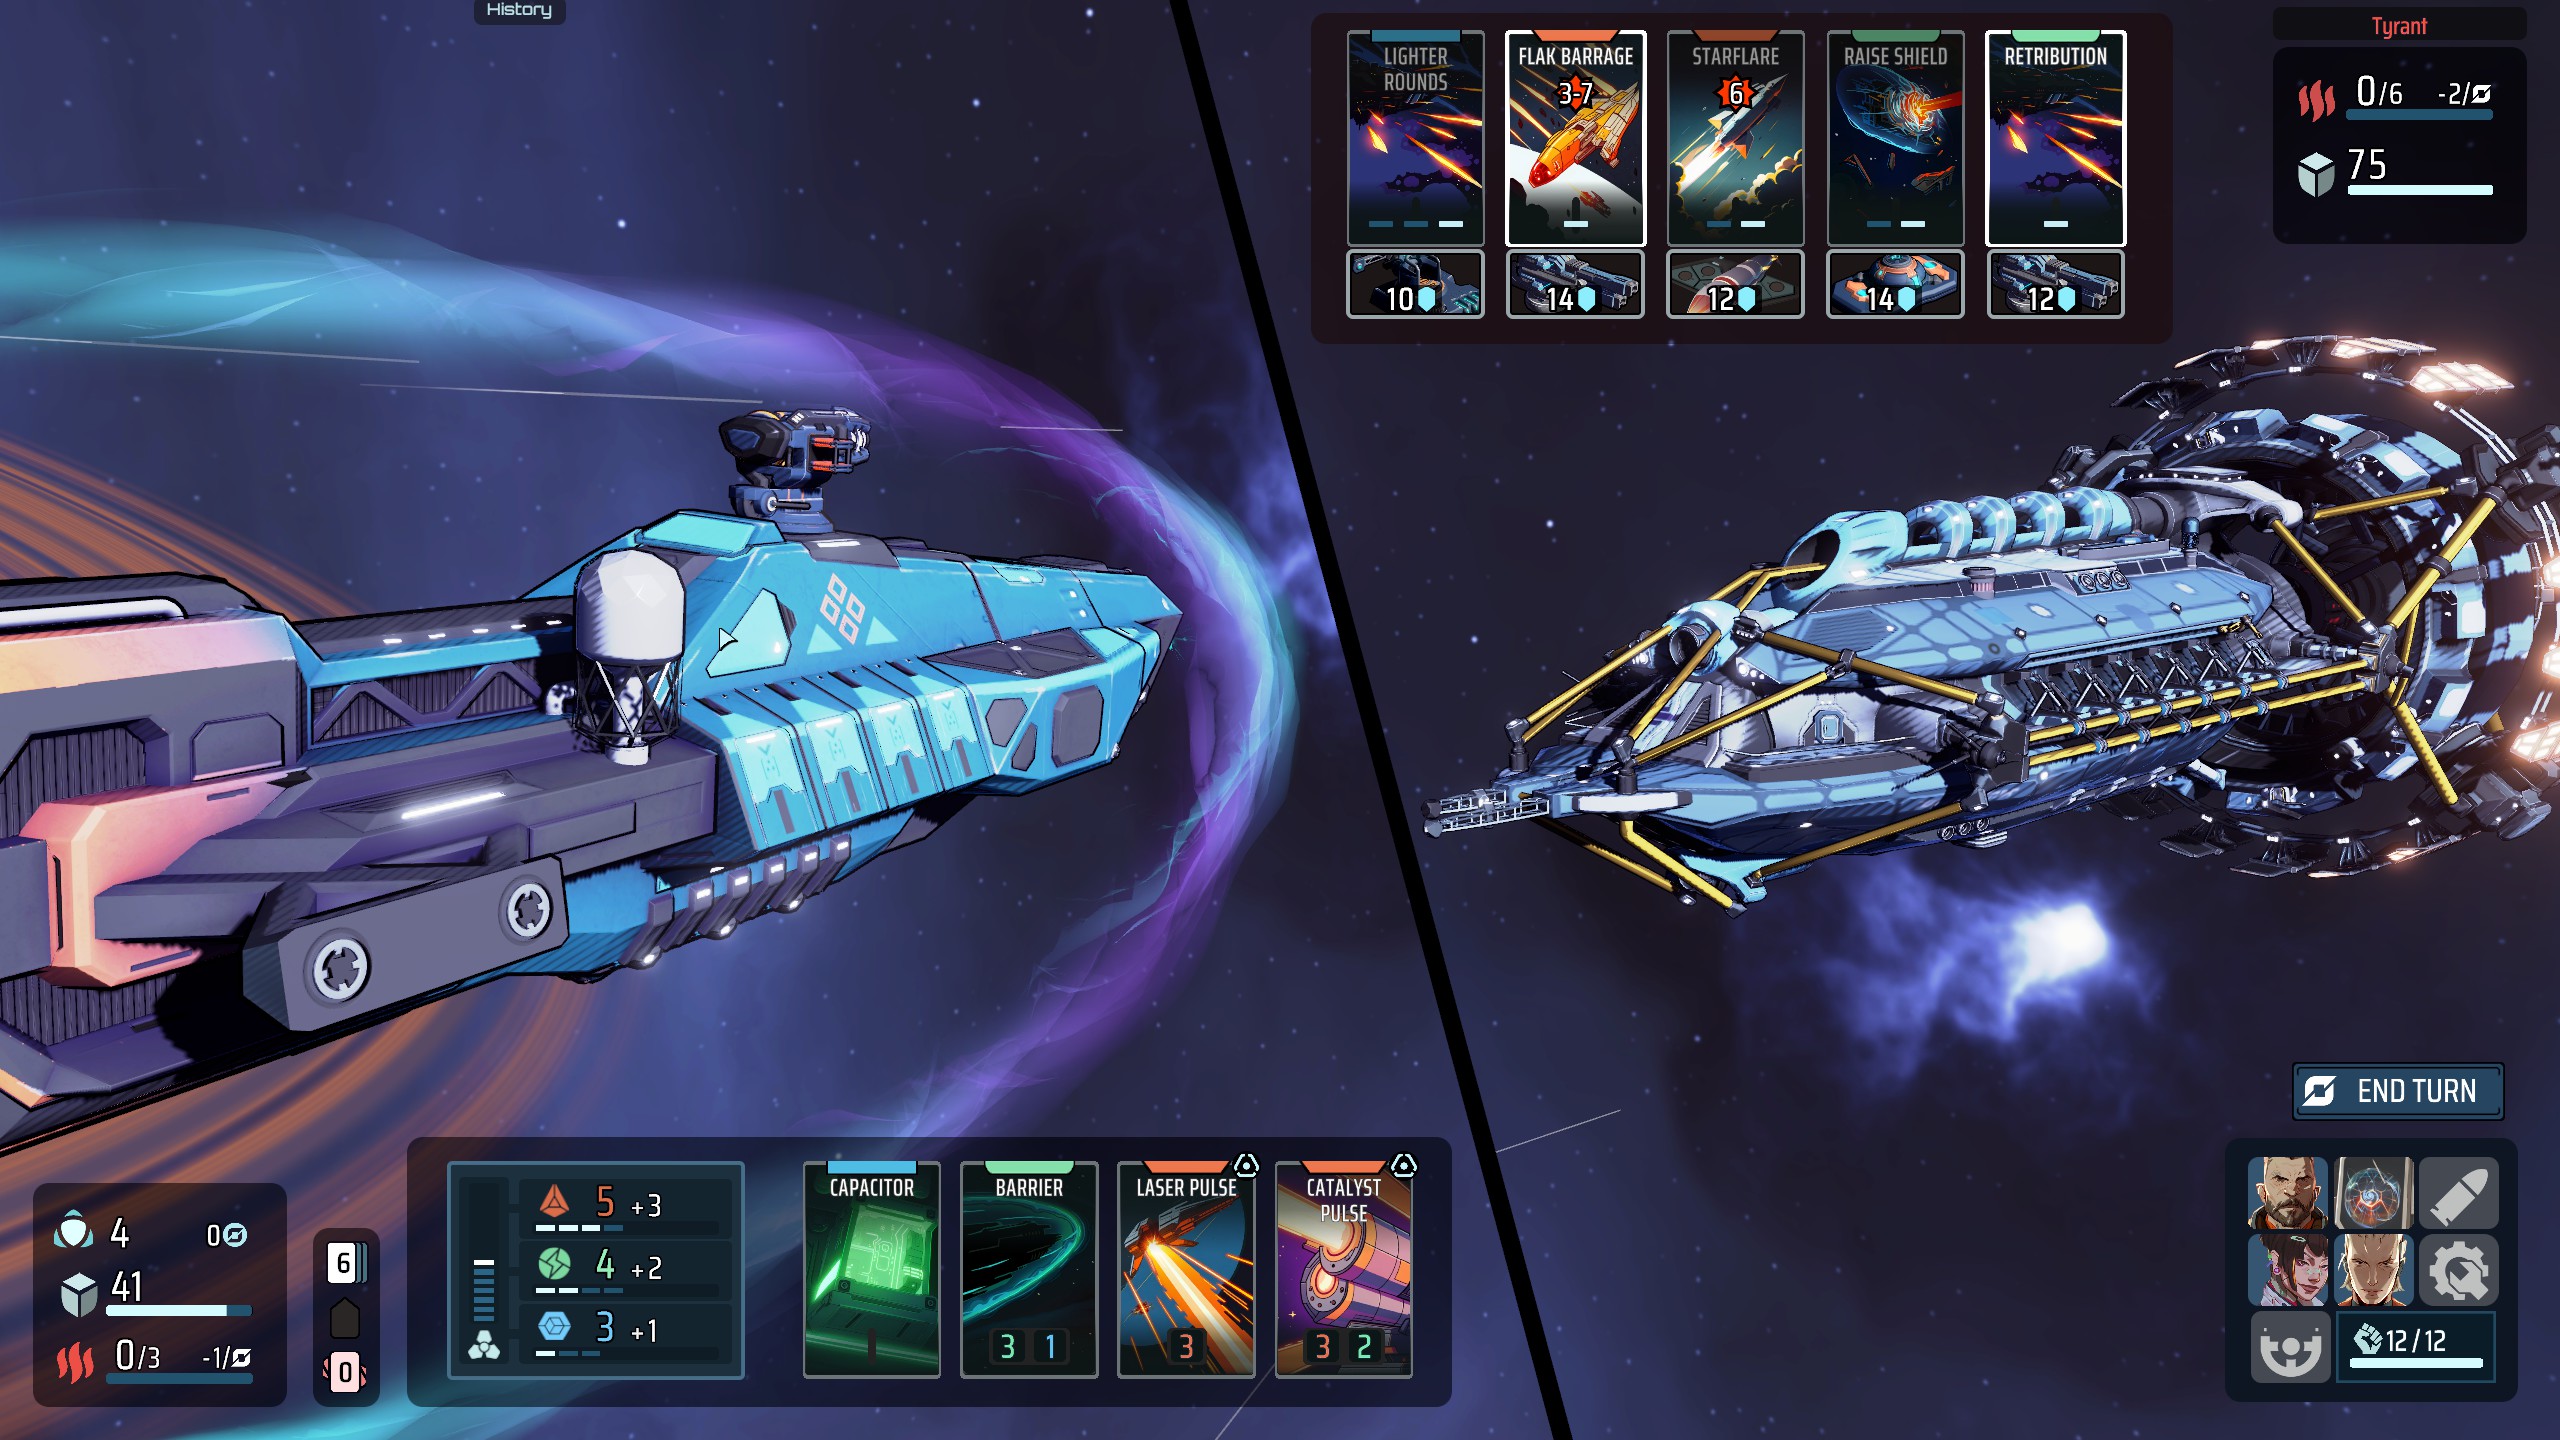 History
LIGHTER
ROUNDS
FLAK BARRAGE
3-7
STARFLARE
6
RAISE SHIELD
RETRIBUTION
10
14
12
14
12
Tyrant
0/6 -2/
75
END TURN
12/12
4 0
41
0/3 -1/
6
0
5 +3
4 +2
3 +1
CAPACITOR
BARRIER
3 1
LASER PULSE
3
CATALYST
PULSE
3 2